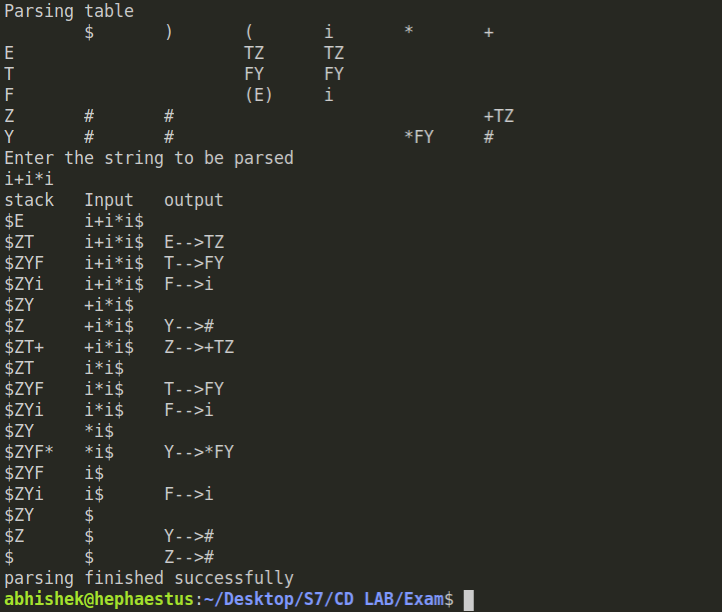 Parsing table
        $       )       (       i       *       +
E                       TZ      TZ
T                       FY      FY
F                       (E)     i
Z       #       #                               +TZ
Y       #       #                       *FY     #
Enter the string to be parsed
i+i*i
stack   Input   output
$E      i+i*i$
$ZT     i+i*i$  E-->TZ
$ZYF    i+i*i$  T-->FY
$ZYi    i+i*i$  F-->i
$ZY     +i*i$
$Z      +i*i$   Y-->#
$ZT+    +i*i$   Z-->+TZ
$ZT     i*i$
$ZYF    i*i$    T-->FY
$ZYi    i*i$    F-->i
$ZY     *i$
$ZYF*   *i$     Y-->*FY
$ZYF    i$
$ZYi    i$      F-->i
$ZY     $
$Z      $       Y-->#
$       $       Z-->#
parsing finished successfully
abhishek@hephaestus:~/Desktop/S7/CD LAB/Exam$